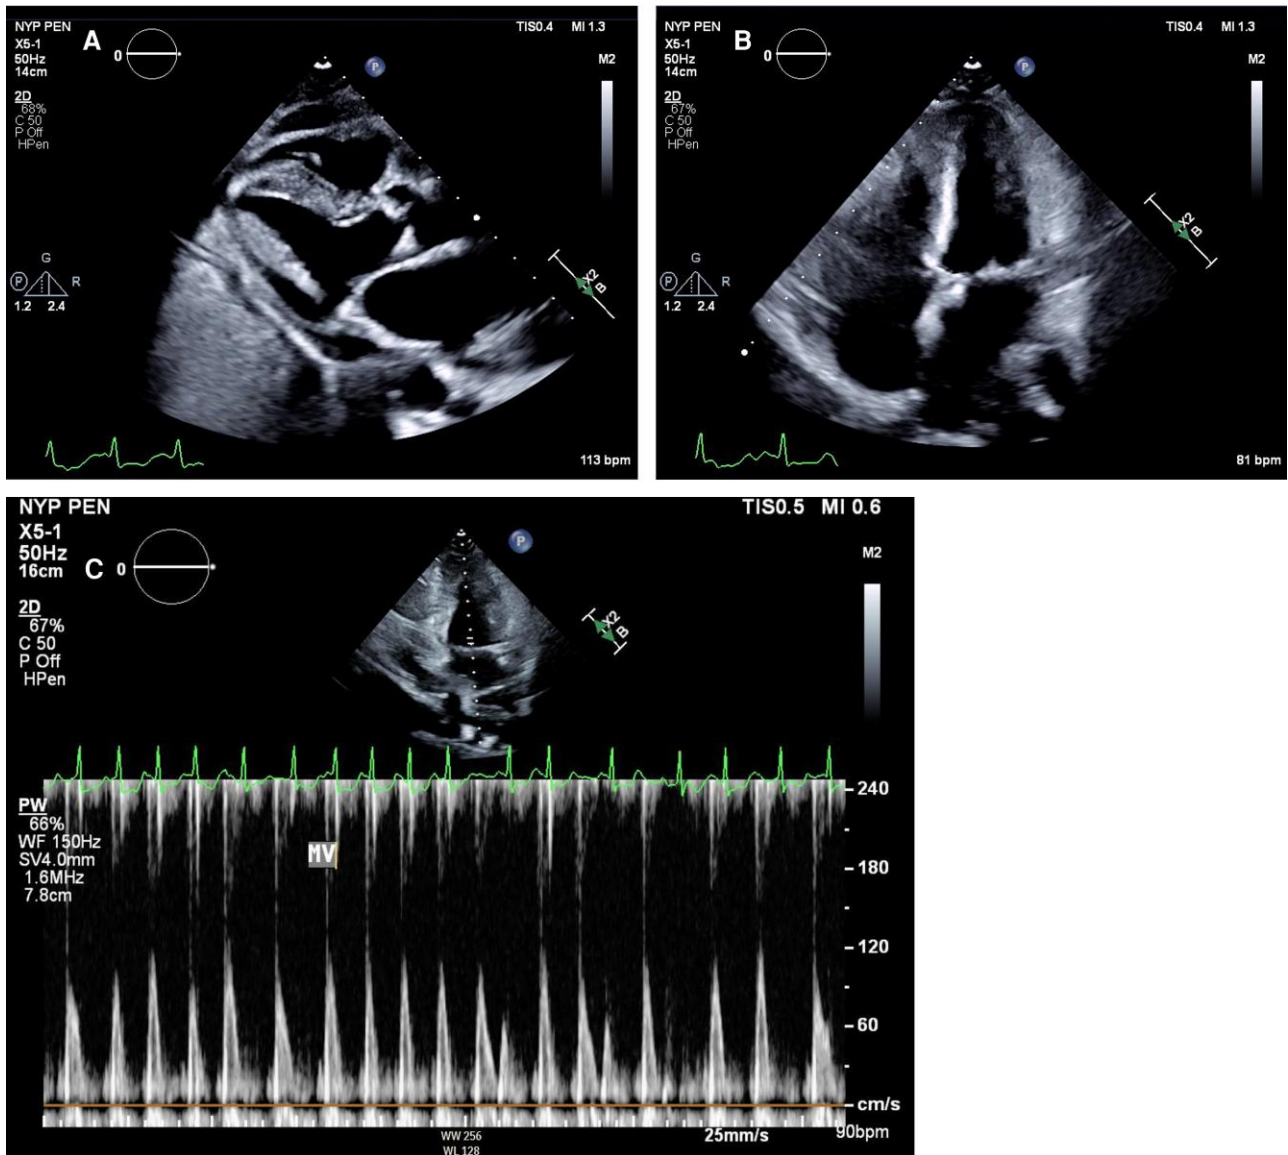 NYP PEN
X5-1
50Hz
14cm
2D
68%
C 50
P Off
HPen
A
0
P
TIS0.4 MI 1.3
M2
X2
B
G
P R
1.2 2.4
113 bpm
NYP PEN
X5-1
50Hz
14cm
2D
67%
C 50
P Off
HPen
B
0
P
TIS0.4 MI 1.3
M2
X2
B
G
P R
1.2 2.4
81 bpm
NYP PEN
X5-1
50Hz
16cm
2D
67%
C 50
P Off
HPen
C
0
P
TIS0.5 MI 0.6
M2
X2
B
PW
66%
WF 150Hz
SV4.0mm
1.6MHz
7.8cm
MV
240
180
120
60
cm/s
25mm/s
90bpm
WW 256
WL 128